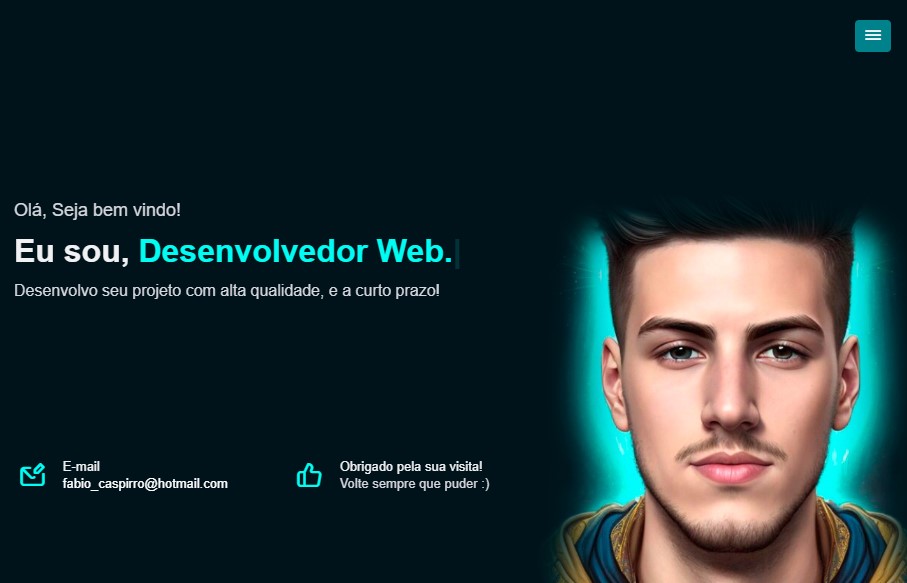 Olá, Seja bem vindo!
Eu sou, Desenvolvedor Web.
Desenvolvo seu projeto com alta qualidade, e a curto prazo!
E-mail
fabio_caspirro@hotmail.com
Obrigado pela sua visita!
Volte sempre que puder :)